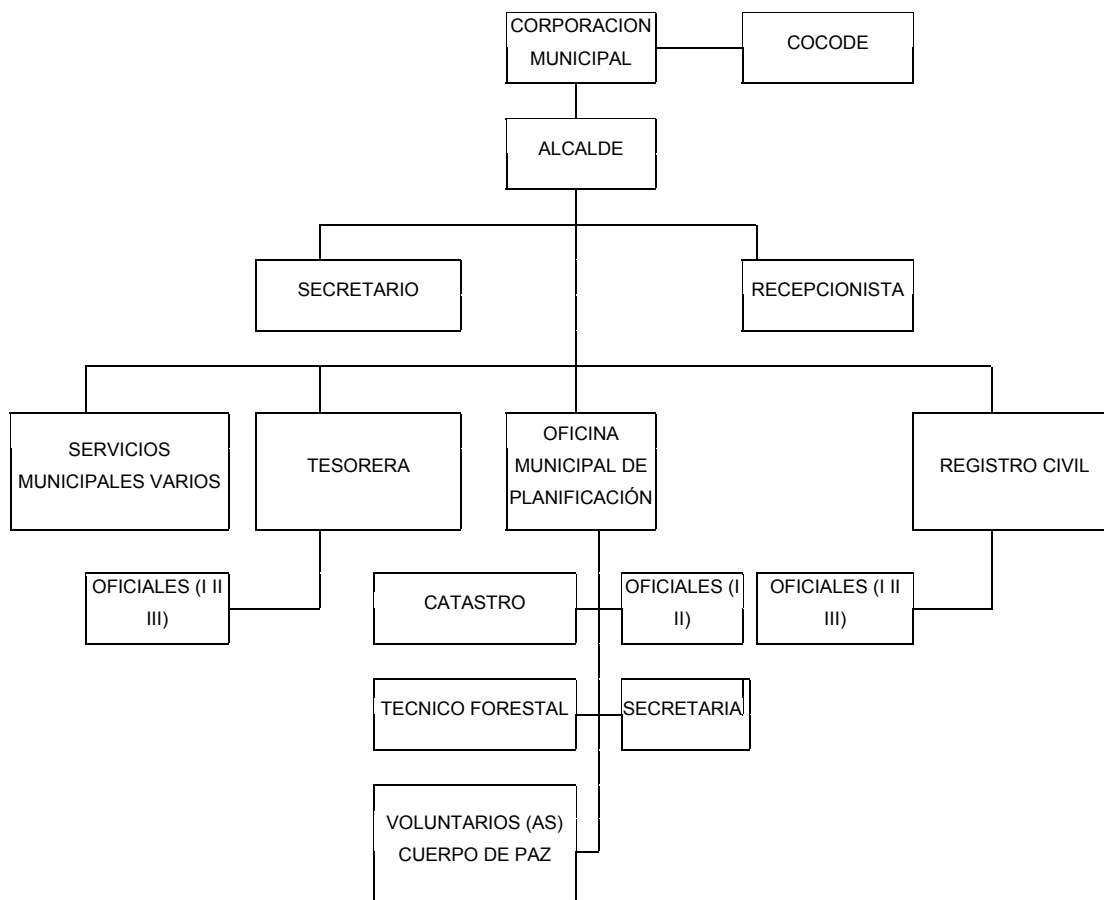 CORPORACION
MUNICIPAL
COCODE
ALCALDE
SECRETARIO
RECEPCIONISTA
SERVICIOS
MUNICIPALES VARIOS
TESORERA
OFICINA
MUNICIPAL DE
PLANIFICACIÓN
REGISTRO CIVIL
OFICIALES (I II
III)
CATASTRO
OFICIALES (I
II)
OFICIALES (I II
III)
TECNICO FORESTAL
SECRETARIA
VOLUNTARIOS (AS)
CUERPO DE PAZ